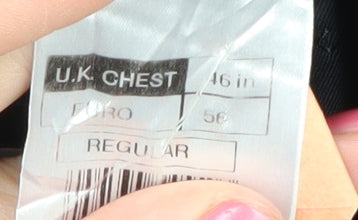 U.K. CHEST 46 in
EURO 56
REGULAR